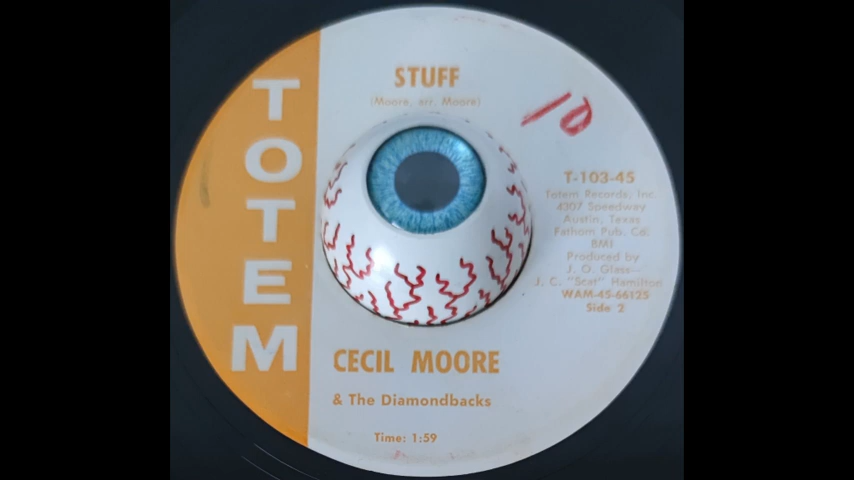 STUFF
(Moore, arr. Moore)
10
TOTEM
T-103-45
Totem Records, Inc.
4307 Speedway
Austin, Texas
Fathom Pub. Co.
BMI
Produced by
J. O. Glass—
J. C. "Scat" Hamilton
WAM-45-66125
Side 2
CECIL MOORE
& The Diamondbacks
Time: 1:59